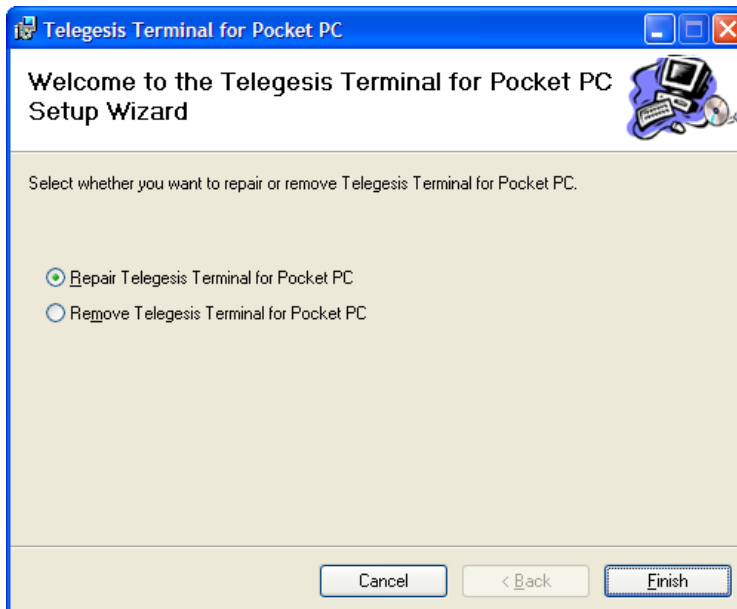 Telegesis Terminal for Pocket PC
Welcome to the Telegesis Terminal for Pocket PC
Setup Wizard
Select whether you want to repair or remove Telegesis Terminal for Pocket PC.
Repair Telegesis Terminal for Pocket PC
Remove Telegesis Terminal for Pocket PC
Cancel
< Back
Finish